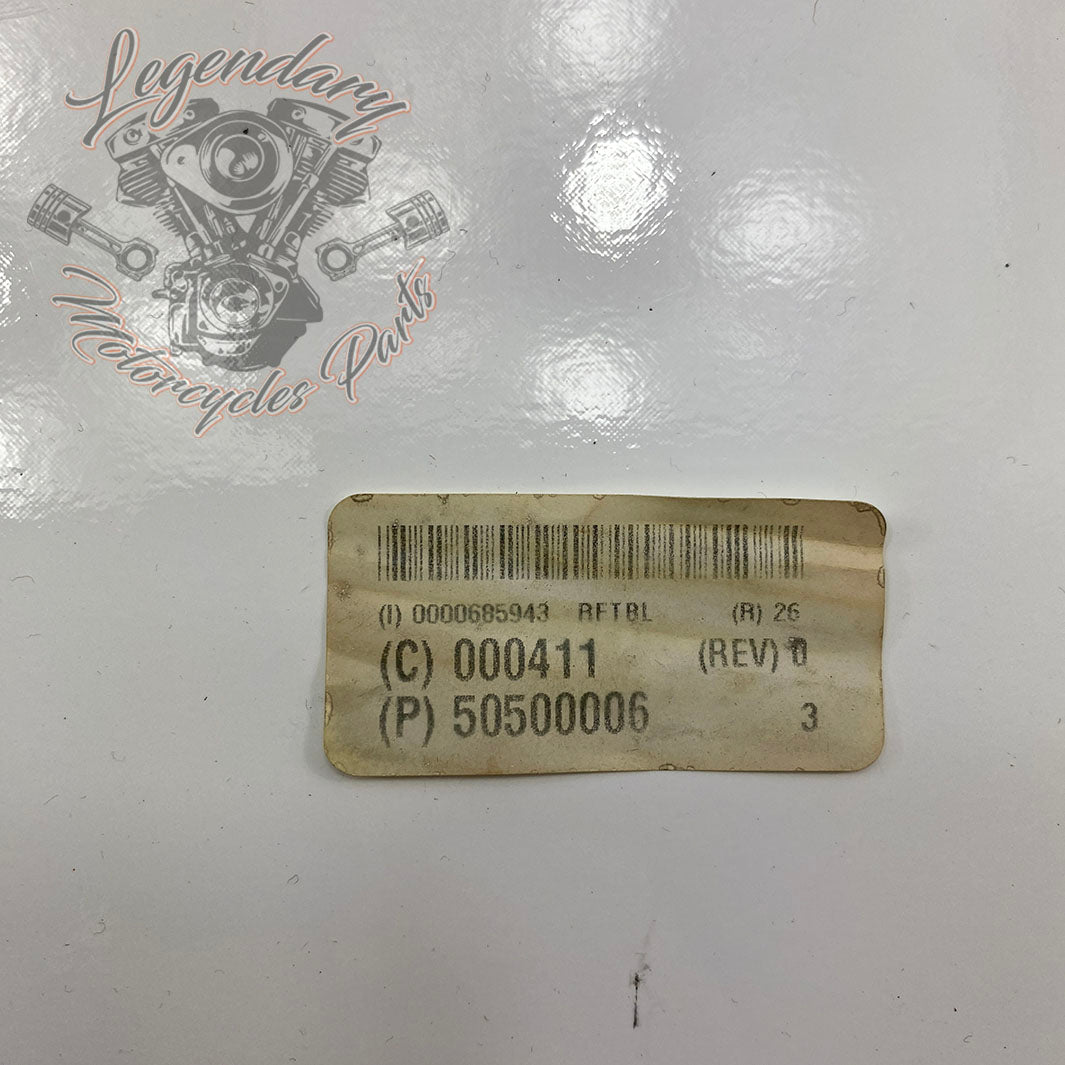 Legendary
Motorcycles Parts
(I) 0000685943 RFTBL (R) 26
(C) 000411 (REV) 0
(P) 50500006 3